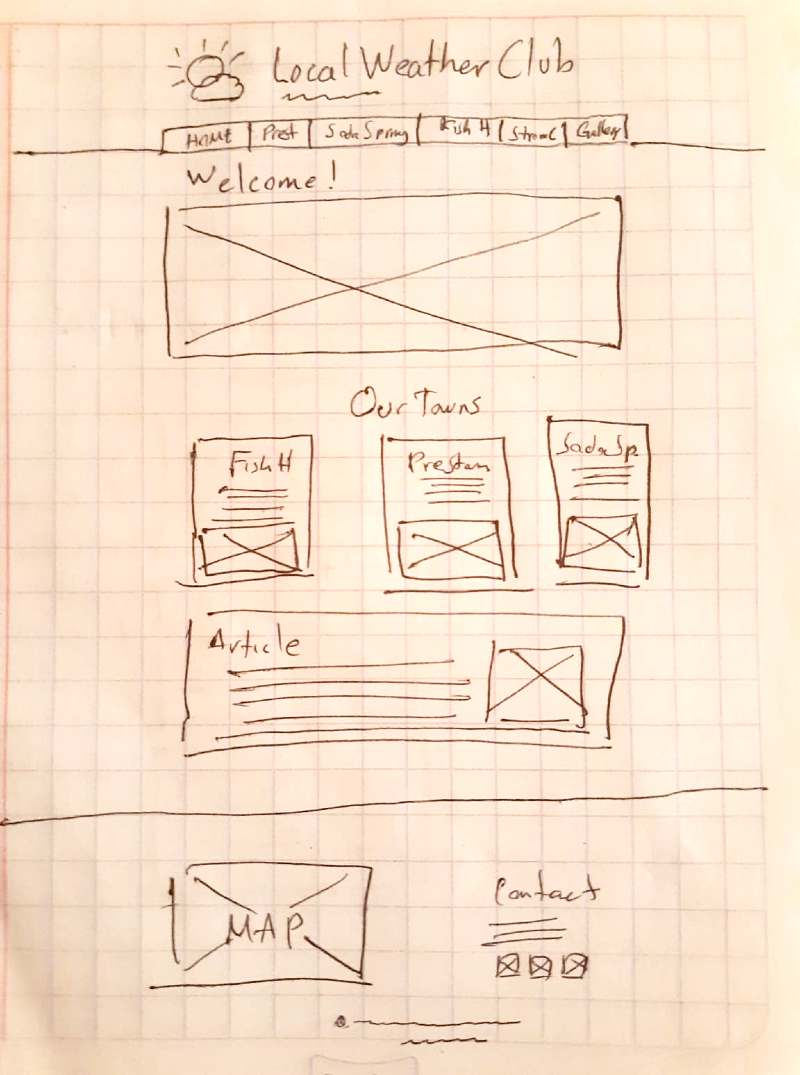 Local Weather Club
HOME Prest Soda Spring Fish H StromC Gallery
Welcome!
Our Towns
Fish H Preston Soda Sp.
Article
MAP
Contact